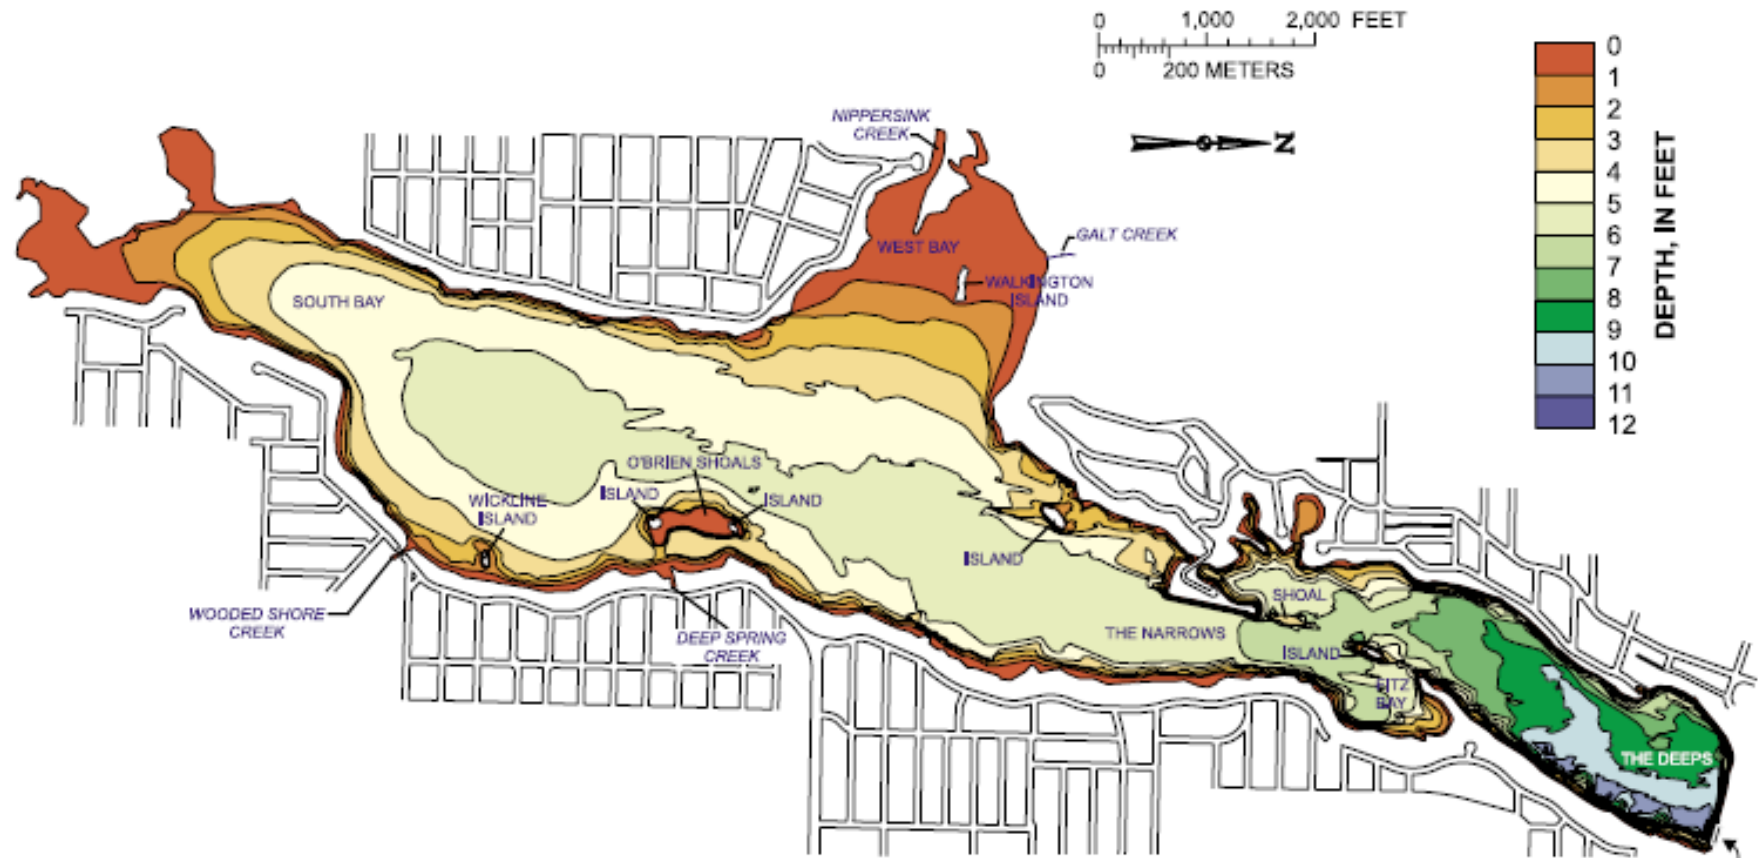 0 1,000 2,000 FEET
0 200 METERS
N
0
1
2
3
4
5
6
7
8
9
10
11
12
DEPTH, IN FEET
NIPPERSINK
CREEK
GALT CREEK
WEST BAY
WALKINGTON
ISLAND
SOUTH BAY
O'BRIEN SHOALS
ISLAND
ISLAND
WICKLINE
ISLAND
ISLAND
SHOAL
WOODED SHORE
CREEK
DEEP SPRING
CREEK
THE NARROWS
ISLAND
FITZ
BAY
THE DEEPS